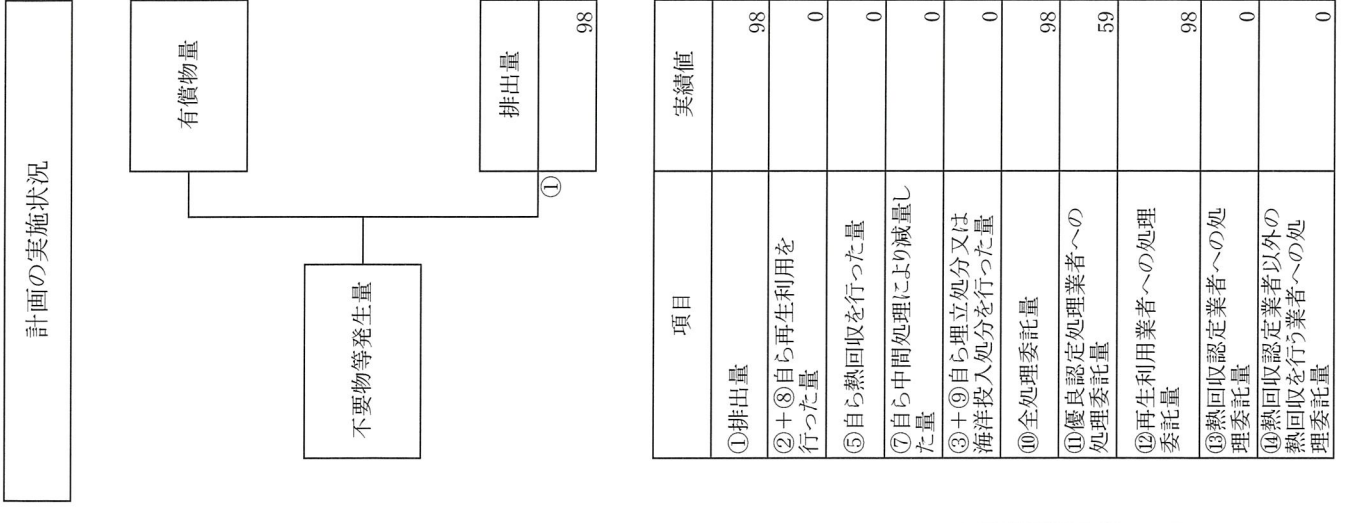 計画の実施状況
有償物量
不要物等発生量
排出量
①
98
項目
実績値
①排出量
98
②＋⑧自ら再生利用を
行った量
0
⑤自ら熱回収を行った量
0
⑦自ら中間処理により減量し
た量
0
③＋⑨自ら埋立処分又は
海洋投入処分を行った量
0
⑩全処理委託量
98
⑪優良認定処理業者への
処理委託量
59
⑫再生利用業者への処理
委託量
98
⑬熱回収認定業者への処
理委託量
0
⑭熱回収認定業者以外の
熱回収を行う業者への処
理委託量
0